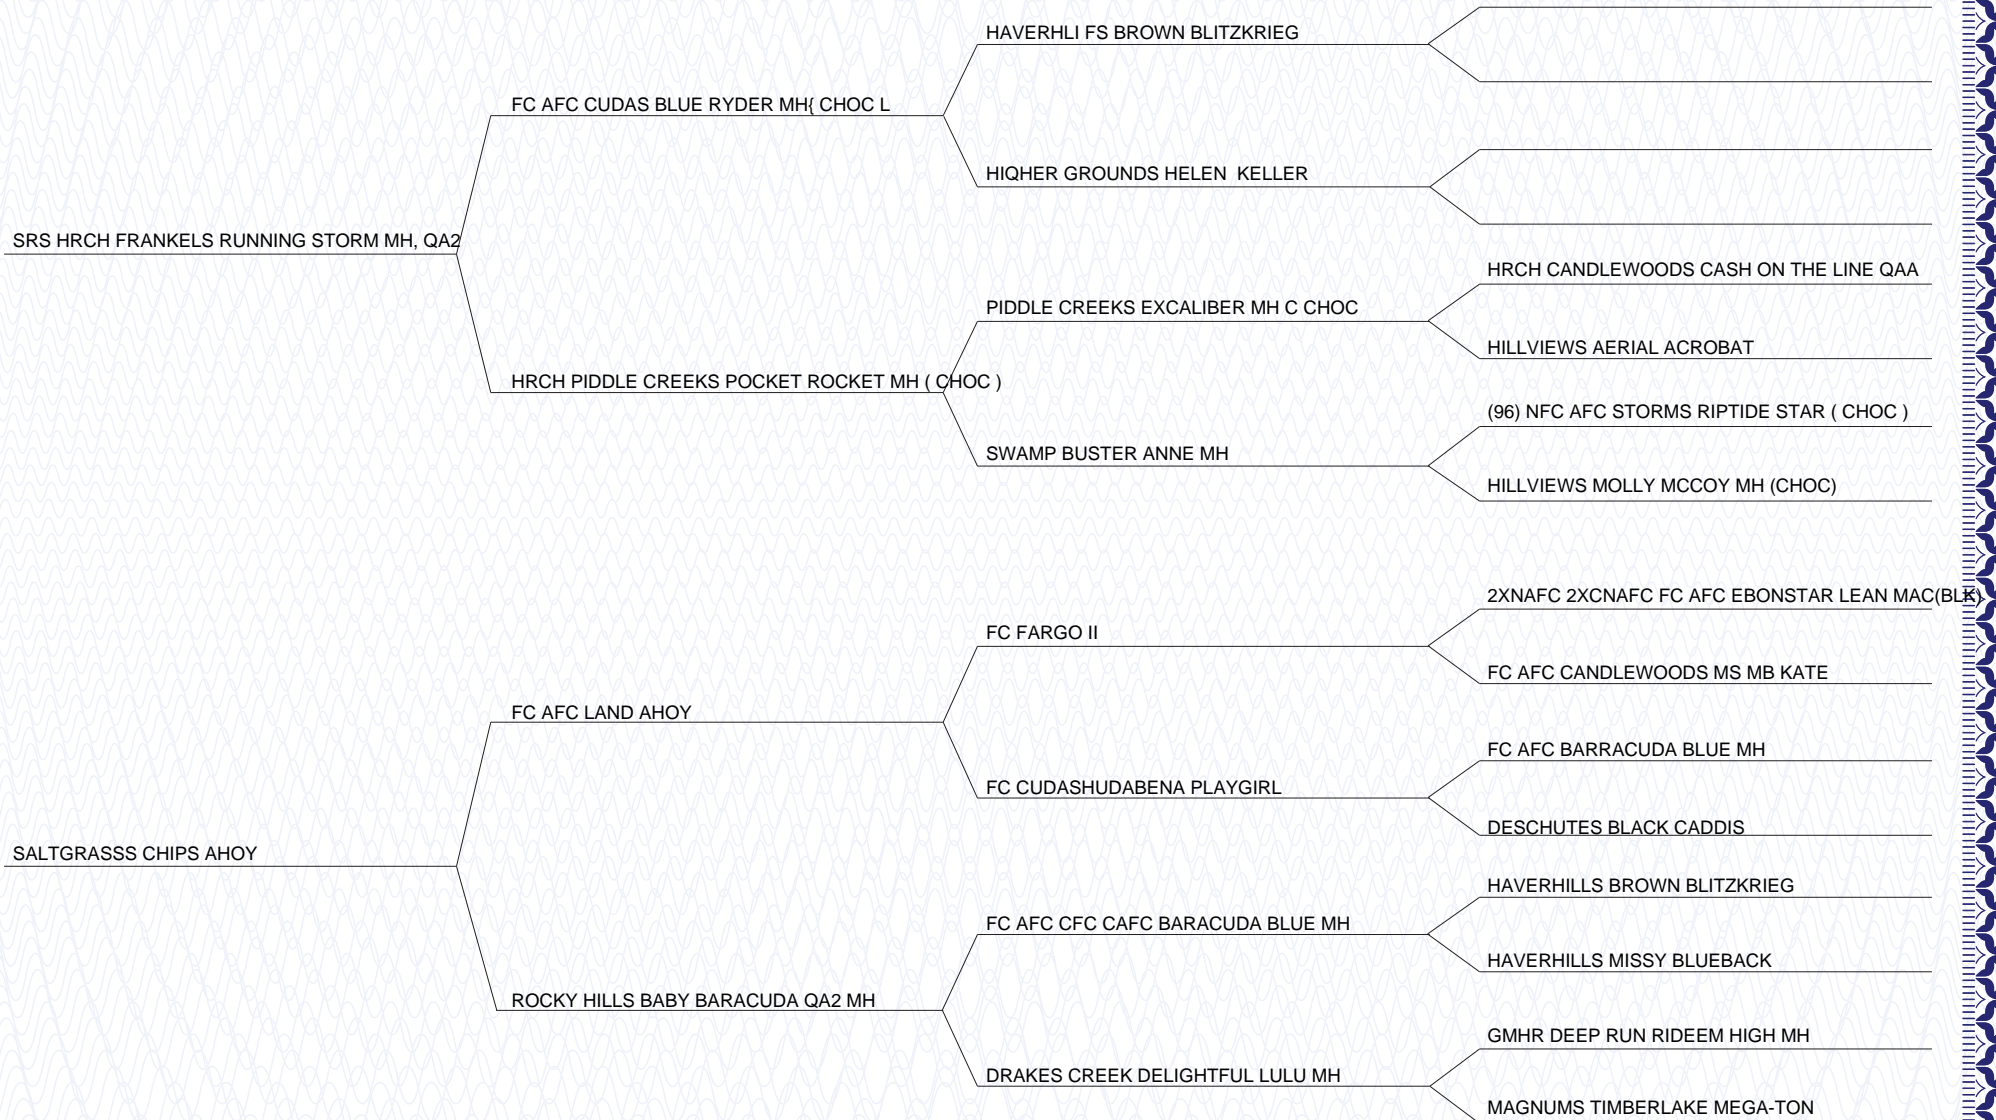 HAVERHLI FS BROWN BLITZKRIEG
FC AFC CUDAS BLUE RYDER MH{ CHOC L
HIQHER GROUNDS HELEN  KELLER
SRS HRCH FRANKELS RUNNING STORM MH, QA2
HRCH CANDLEWOODS CASH ON THE LINE QAA
PIDDLE CREEKS EXCALIBER MH C CHOC
HILLVIEWS AERIAL ACROBAT
HRCH PIDDLE CREEKS POCKET ROCKET MH ( CHOC )
(96) NFC AFC STORMS RIPTIDE STAR ( CHOC )
SWAMP BUSTER ANNE MH
HILLVIEWS MOLLY MCCOY MH (CHOC)
2XNAFC 2XCNAFC FC AFC EBONSTAR LEAN MAC(BLK)
FC FARGO II
FC AFC CANDLEWOODS MS MB KATE
FC AFC LAND AHOY
FC AFC BARRACUDA BLUE MH
FC CUDASHUDABENA PLAYGIRL
DESCHUTES BLACK CADDIS
SALTGRASSS CHIPS AHOY
HAVERHILLS BROWN BLITZKRIEG
FC AFC CFC CAFC BARACUDA BLUE MH
HAVERHILLS MISSY BLUEBACK
ROCKY HILLS BABY BARACUDA QA2 MH
GMHR DEEP RUN RIDEEM HIGH MH
DRAKES CREEK DELIGHTFUL LULU MH
MAGNUMS TIMBERLAKE MEGA-TON